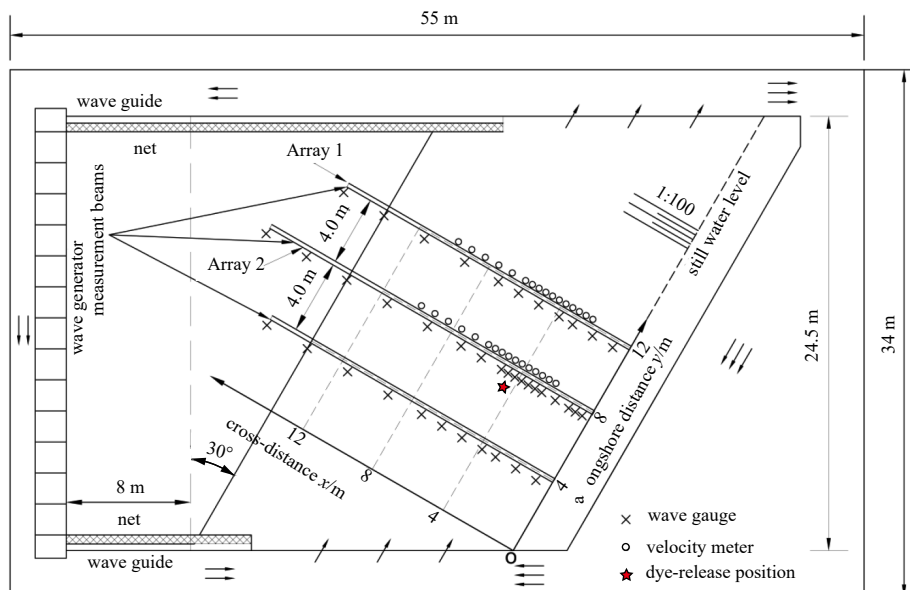 55 m
wave guide
net
Array 1
1:100
still water level
wave generator
measurement beams
4.0 m
Array 2
4.0 m
24.5 m
34 m
12
a ongshore distance y/m
8
cross-distance x/m
12
30°
8
4
4
8 m
net
wave gauge
velocity meter
O
wave guide
dye-release position